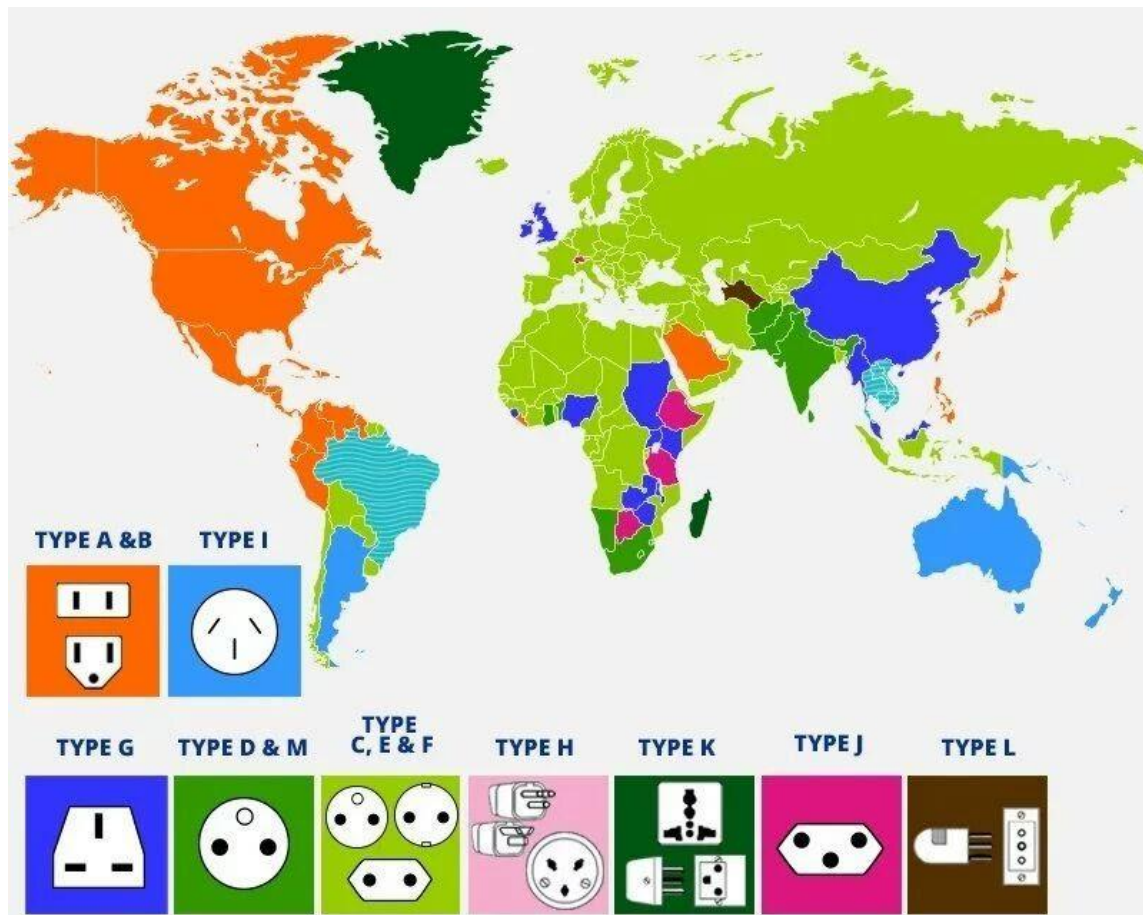 TYPE A &B
TYPE I
TYPE G
TYPE D & M
TYPE
C, E & F
TYPE H
TYPE K
TYPE J
TYPE L